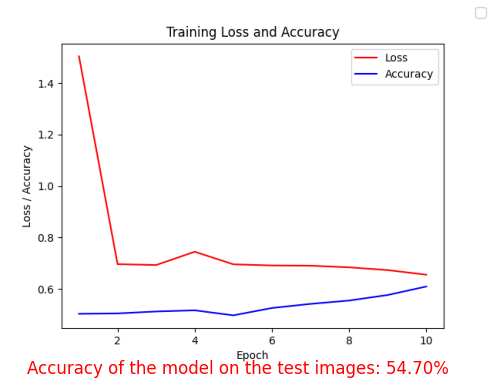 Training Loss and Accuracy
Loss
Accuracy
Loss / Accuracy
1.4
1.2
1.0
0.8
0.6
2 4 6 8 10
Epoch
Accuracy of the model on the test images: 54.70%